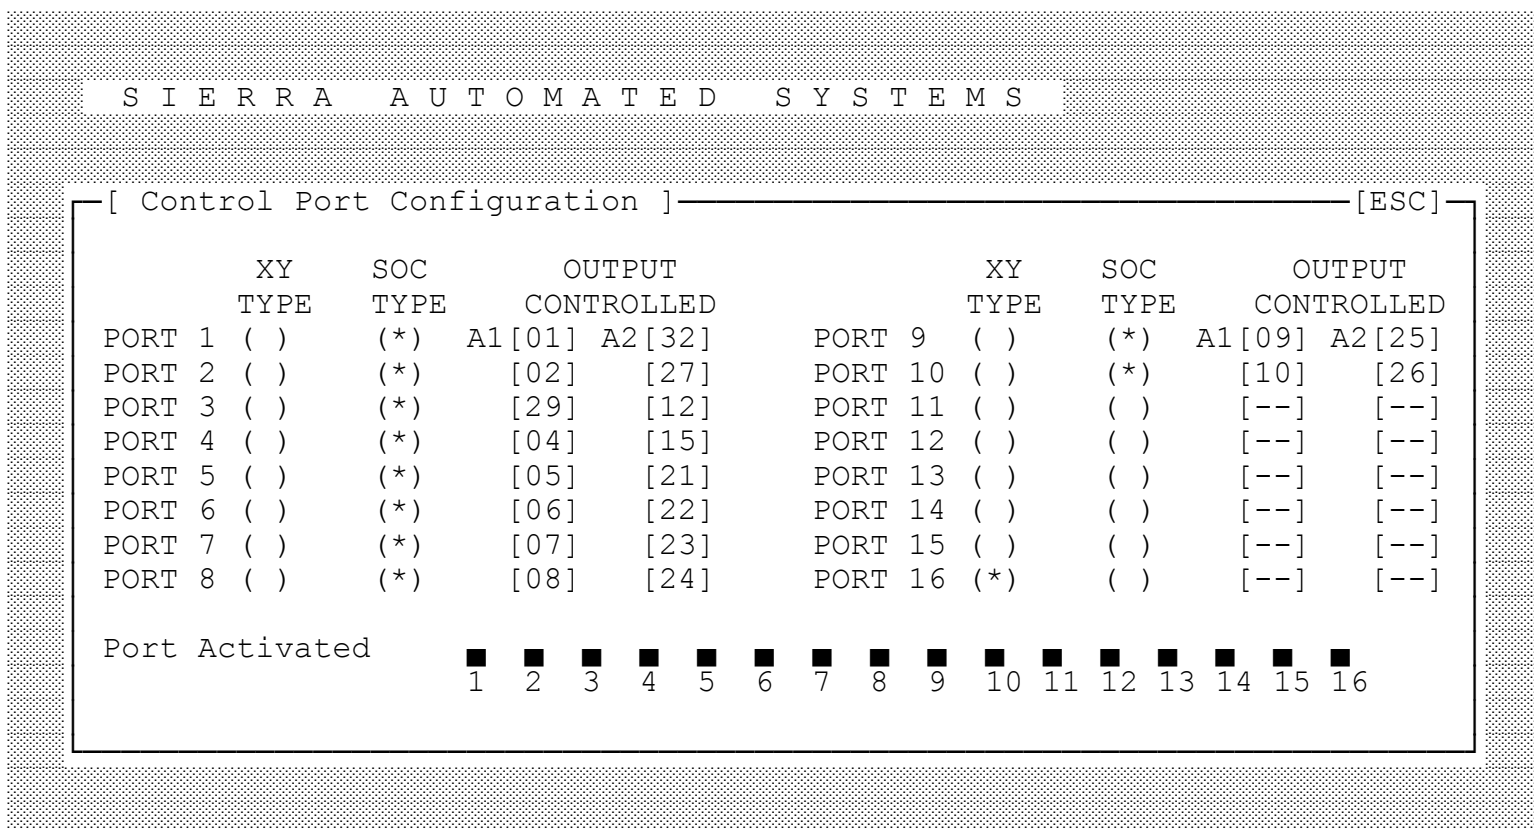 S I E R R A   A U T O M A T E D   S Y S T E M S
[ Control Port Configuration ] [ESC]
XY SOC OUTPUT XY SOC OUTPUT
TYPE TYPE CONTROLLED TYPE TYPE CONTROLLED
PORT 1 ( ) (*) A1[01] A2[32] PORT 9 ( ) (*) A1[09] A2[25]
PORT 2 ( ) (*) [02] [27] PORT 10 ( ) (*) [10] [26]
PORT 3 ( ) (*) [29] [12] PORT 11 ( ) ( ) [--] [--]
PORT 4 ( ) (*) [04] [15] PORT 12 ( ) ( ) [--] [--]
PORT 5 ( ) (*) [05] [21] PORT 13 ( ) ( ) [--] [--]
PORT 6 ( ) (*) [06] [22] PORT 14 ( ) ( ) [--] [--]
PORT 7 ( ) (*) [07] [23] PORT 15 ( ) ( ) [--] [--]
PORT 8 ( ) (*) [08] [24] PORT 16 (*) ( ) [--] [--]
Port Activated ■ ■ ■ ■ ■ ■ ■ ■ ■ ■ ■ ■ ■ ■ ■ ■
1 2 3 4 5 6 7 8 9 10 11 12 13 14 15 16